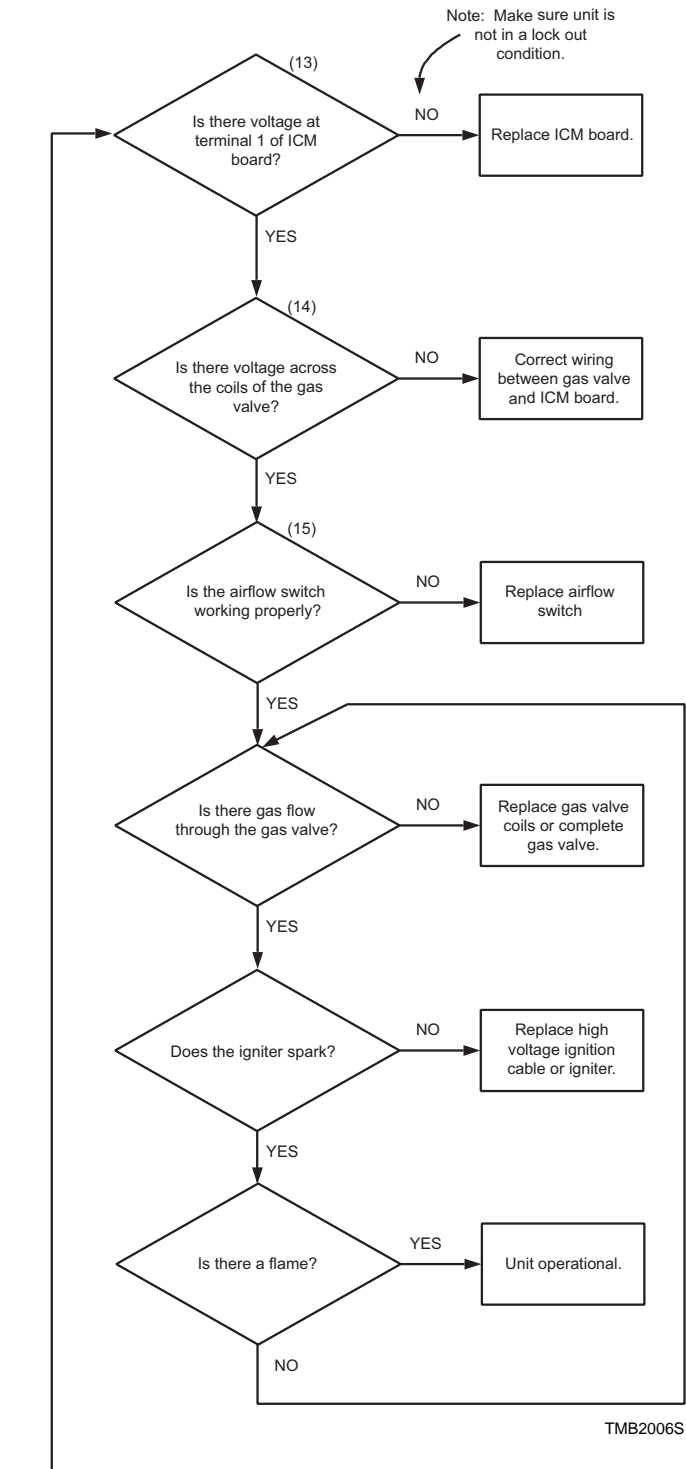 Note: Make sure unit is
not in a lock out
condition.
(13)
Is there voltage at
terminal 1 of ICM
board?
NO
Replace ICM board.
YES
(14)
Is there voltage across
the coils of the gas
valve?
NO
Correct wiring
between gas valve
and ICM board.
YES
(15)
Is the airflow switch
working properly?
NO
Replace airflow
switch
YES
Is there gas flow
through the gas valve?
NO
Replace gas valve
coils or complete
gas valve.
YES
Does the igniter spark?
NO
Replace high
voltage ignition
cable or igniter.
YES
Is there a flame?
YES
Unit operational.
NO
TMB2006S